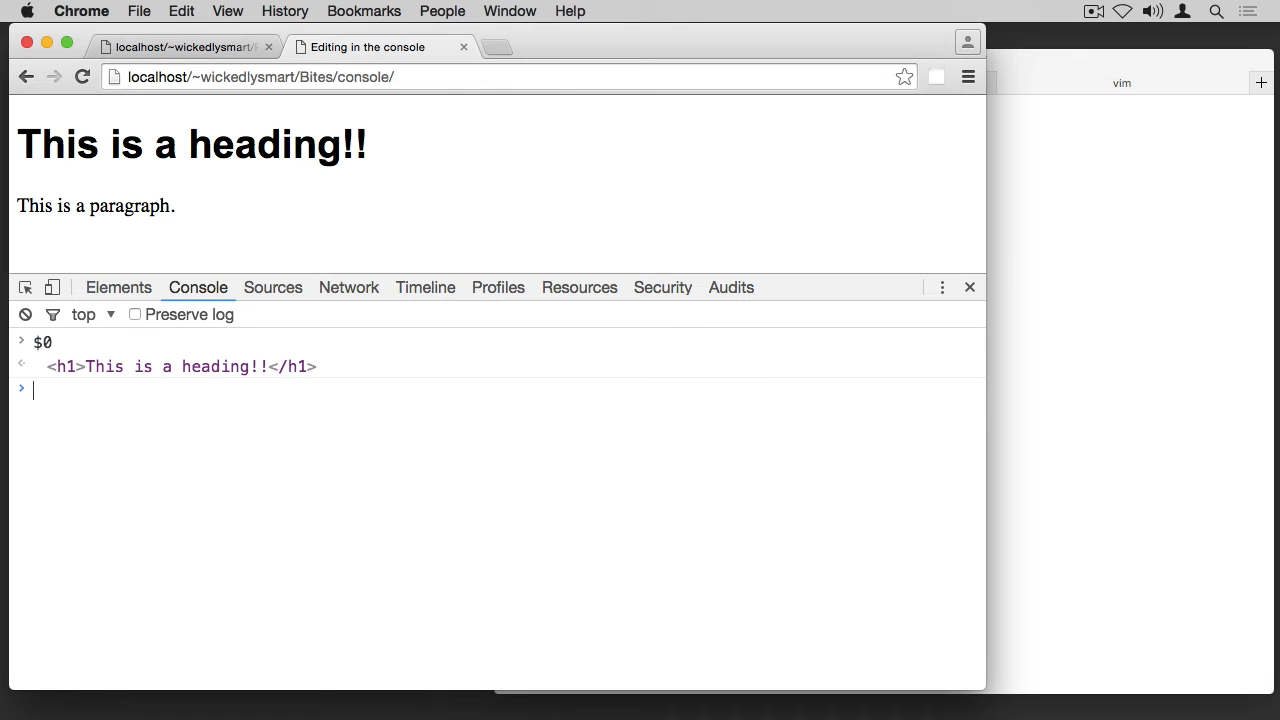 Chrome File Edit View History Bookmarks People Window Help
localhost/~wickedlysmart/
Editing in the console
localhost/~wickedlysmart/Bites/console/
vim
This is a heading!!
This is a paragraph.
Elements Console Sources Network Timeline Profiles Resources Security Audits
top Preserve log
$0
<h1>This is a heading!!</h1>